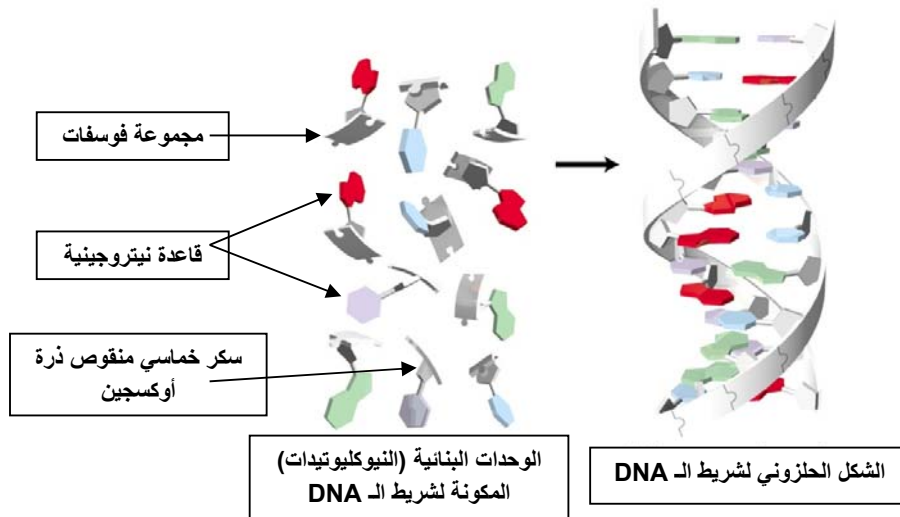 مجموعة فوسفات
قاعدة نيتروجينية
سكر خماسي منقوص ذرة
أوكسجين
الوحدات البنائية (النيوكليوتيدات)
المكونة لشريط الـ DNA
الشكل الحلزوني لشريط الـ DNA